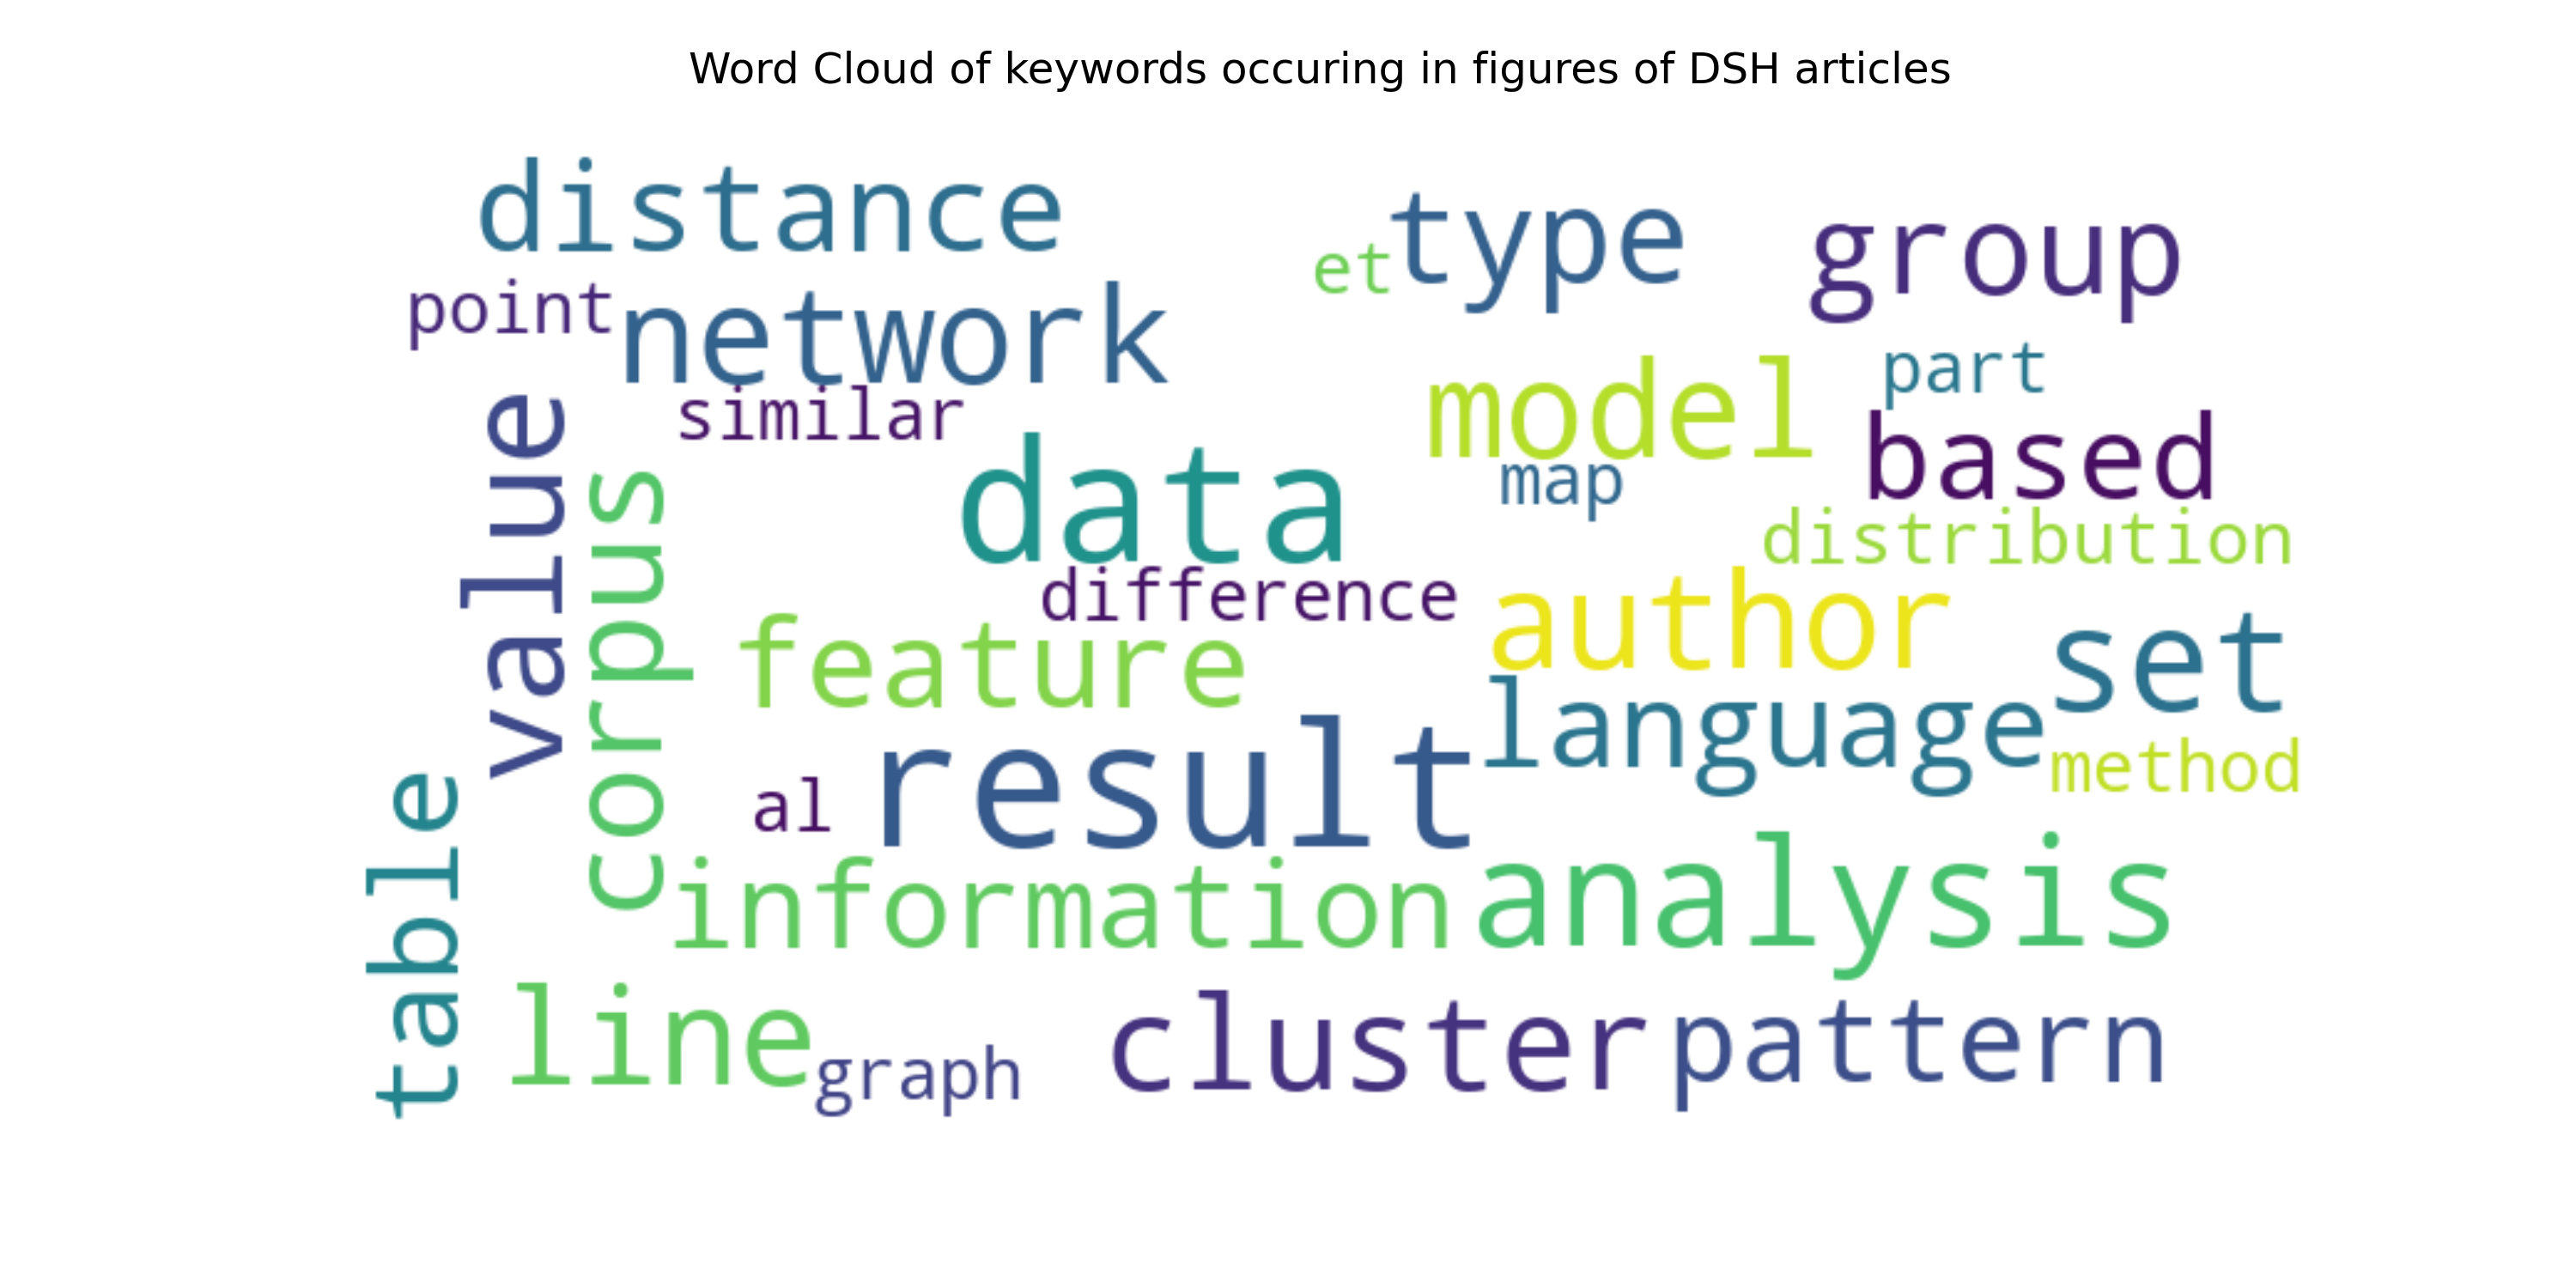 Word Cloud of keywords occuring in figures of DSH articles
distance
type
group
et
point
network
part
similar
model
value
based
map
data
corpus
distribution
difference
author
feature
set
language
result
method
al
table
information
analysis
line
graph
cluster
pattern